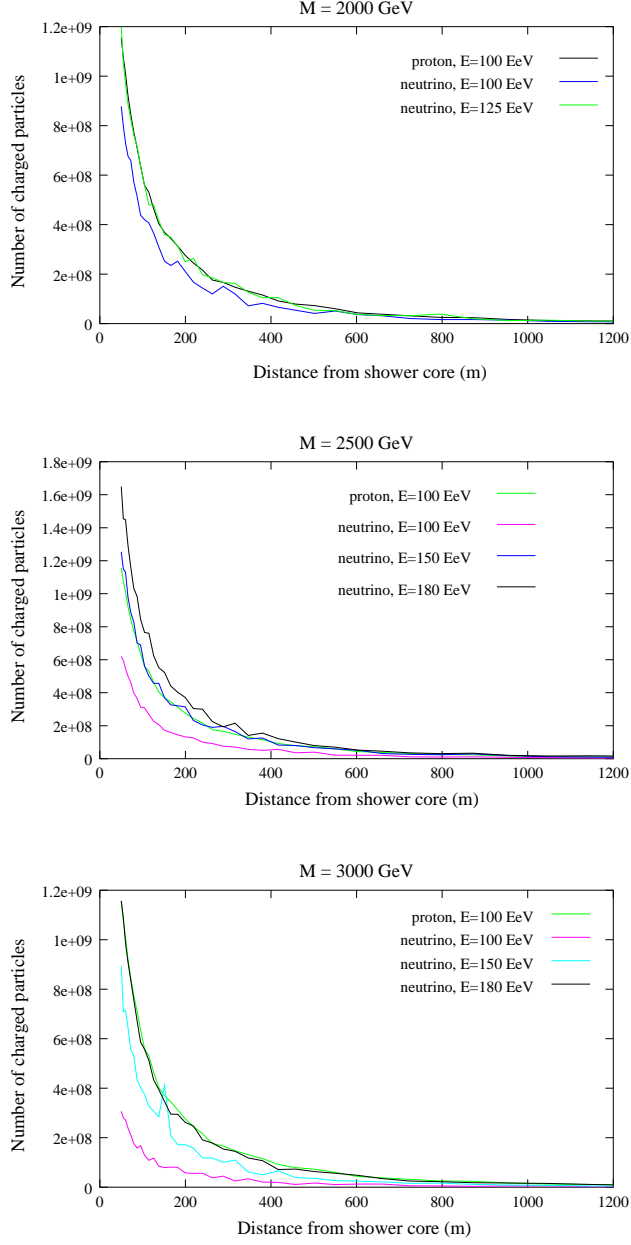 M = 2000 GeV
1.2e+09
1e+09
8e+08
6e+08
4e+08
2e+08
0
Number of charged particles
proton, E=100 EeV
neutrino, E=100 EeV
neutrino, E=125 EeV
0 200 400 600 800 1000 1200
Distance from shower core (m)
M = 2500 GeV
1.8e+09
1.6e+09
1.4e+09
1.2e+09
1e+09
8e+08
6e+08
4e+08
2e+08
0
Number of charged particles
proton, E=100 EeV
neutrino, E=100 EeV
neutrino, E=150 EeV
neutrino, E=180 EeV
0 200 400 600 800 1000 1200
Distance from shower core (m)
M = 3000 GeV
1.2e+09
1e+09
8e+08
6e+08
4e+08
2e+08
0
Number of charged particles
proton, E=100 EeV
neutrino, E=100 EeV
neutrino, E=150 EeV
neutrino, E=180 EeV
0 200 400 600 800 1000 1200
Distance from shower core (m)